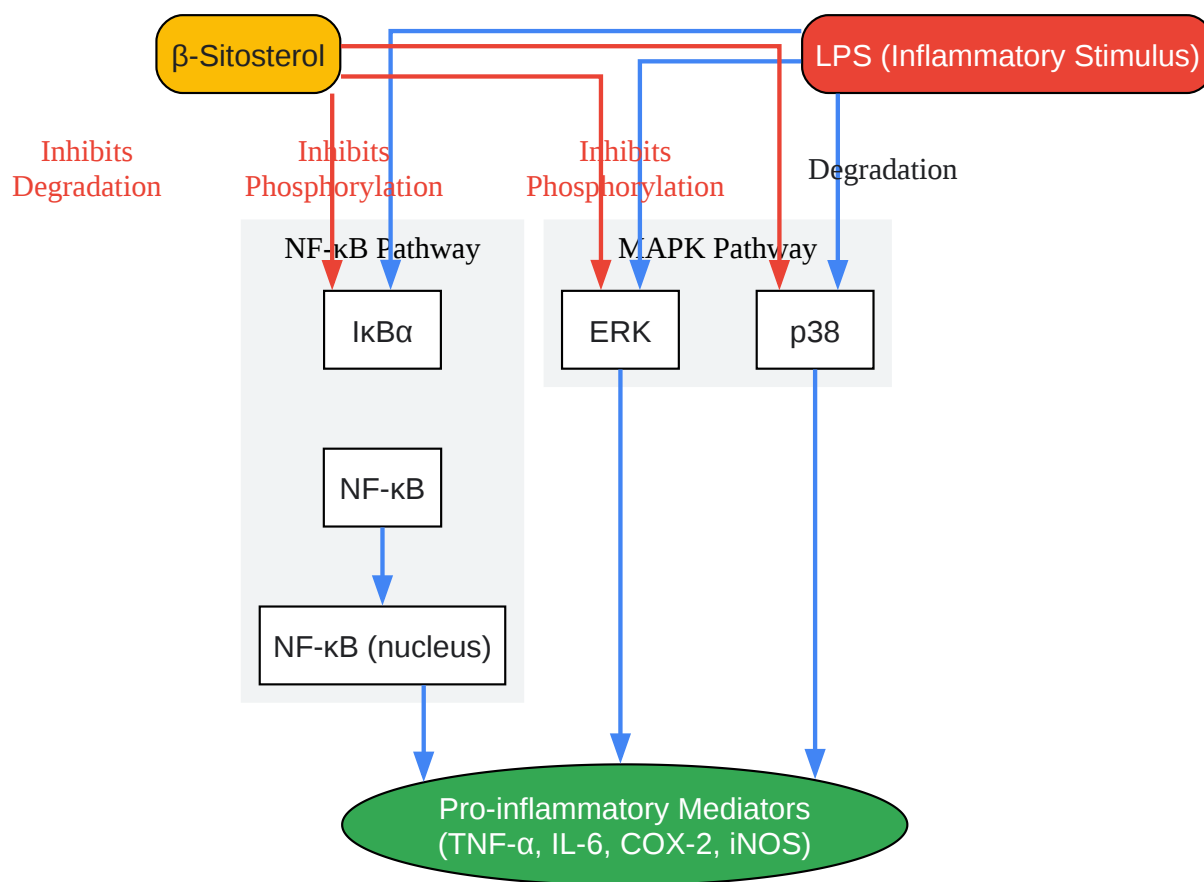 β-Sitosterol
LPS (Inflammatory Stimulus)
Inhibits
Degradation
Inhibits
Phosphorylation
Inhibits
Phosphorylation
Degradation
NF-κB Pathway
MAPK Pathway
IκBα
ERK
p38
NF-κB
NF-κB (nucleus)
Pro-inflammatory Mediators
(TNF-α, IL-6, COX-2, iNOS)